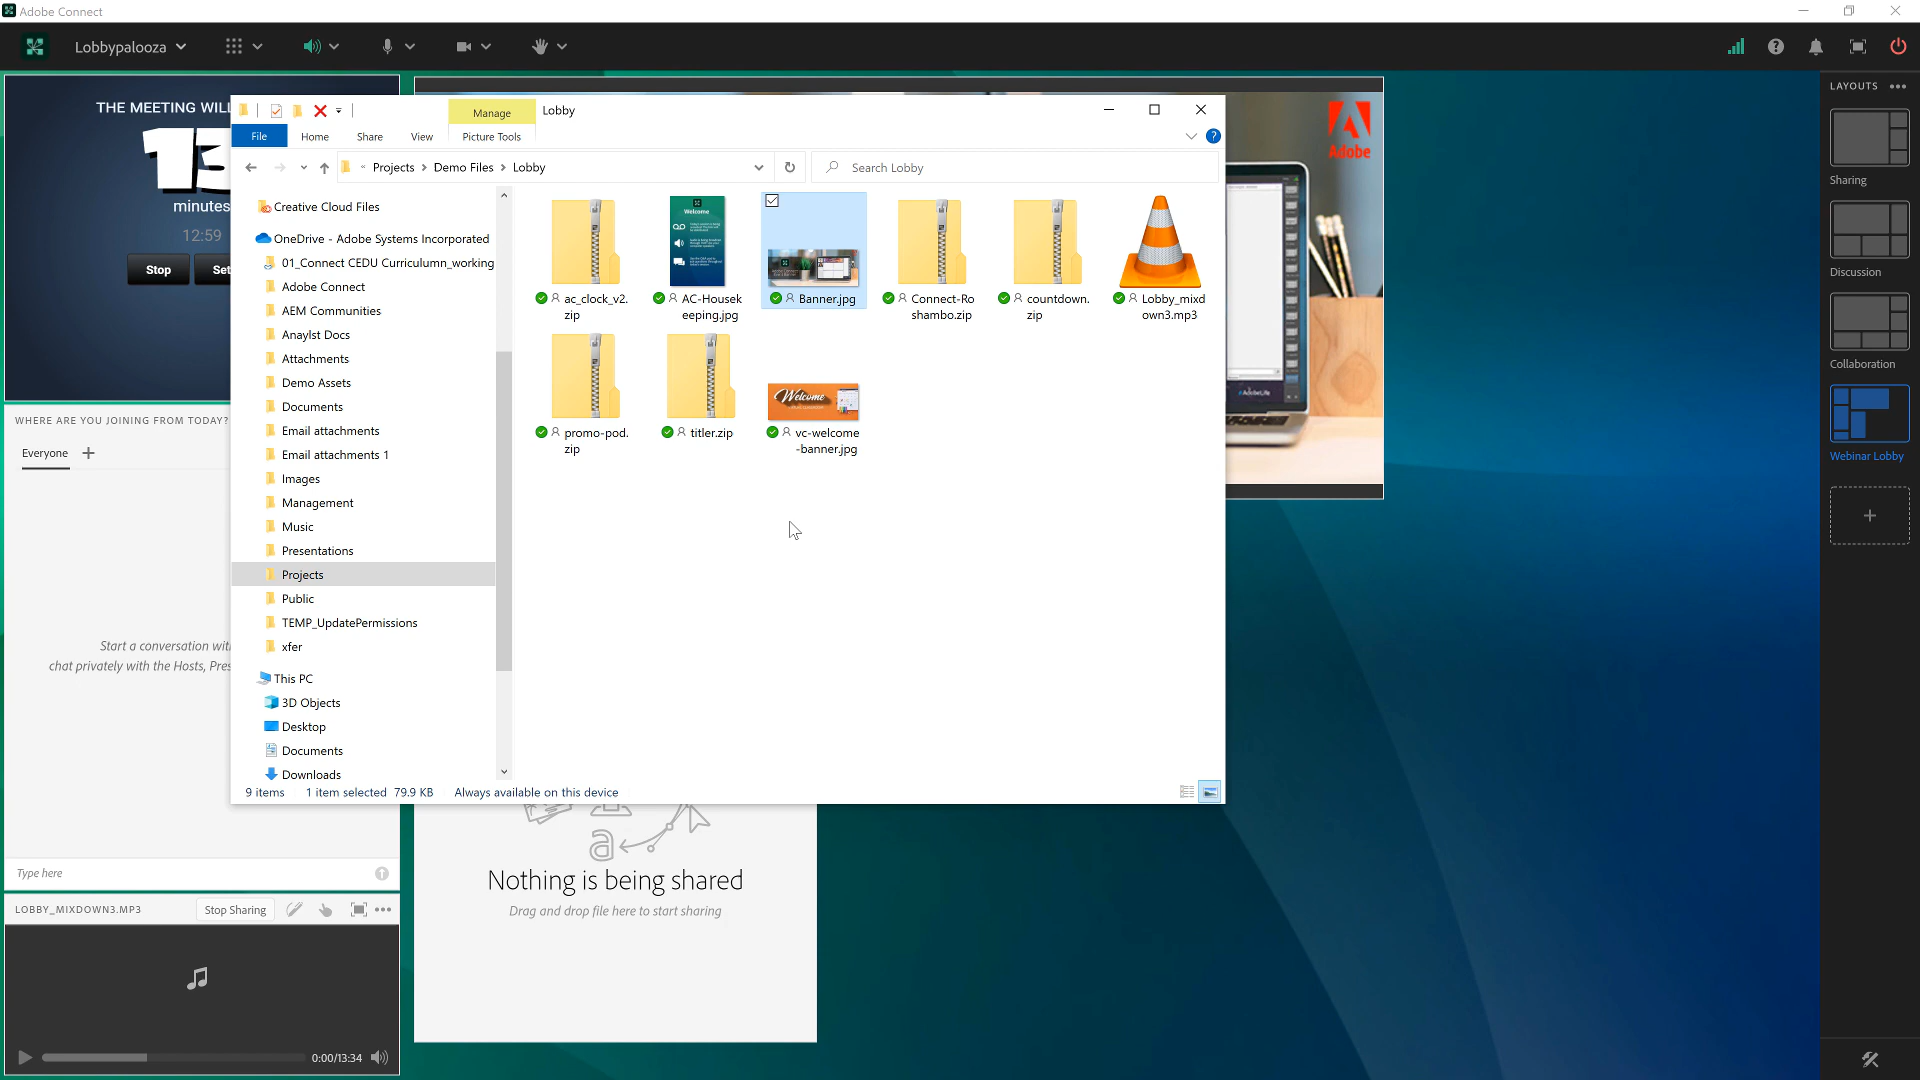 Adobe Connect
Lobbypalooza
THE MEETING WILL
13
minutes
12:59
Stop
Set
WHERE ARE YOU JOINING FROM TODAY?
Everyone
Start a conversation with
chat privately with the Hosts, Pres
Type here
LOBBY_MIXDOWN3.MP3
Stop Sharing
0:00/13:34
Manage
Lobby
File
Home
Share
View
Picture Tools
Projects
Demo Files
Lobby
Search Lobby
Creative Cloud Files
OneDrive - Adobe Systems Incorporated
01_Connect CEDU Curriculumn_working
Adobe Connect
AEM Communities
Anaylst Docs
Attachments
Demo Assets
Documents
Email attachments
Email attachments 1
Images
Management
Music
Presentations
Projects
Public
TEMP_UpdatePermissions
xfer
This PC
3D Objects
Desktop
Documents
Downloads
Welcome
ac_clock_v2.
zip
AC-Housek
eeping.jpg
Banner.jpg
Connect-Ro
shambo.zip
countdown.
zip
Lobby_mixd
own3.mp3
Welcome
promo-pod.
zip
titler.zip
vc-welcome
-banner.jpg
9 items
1 item selected 79.9 KB
Always available on this device
Nothing is being shared
Drag and drop file here to start sharing
Adobe
#AdobeLife
LAYOUTS
Sharing
Discussion
Collaboration
Webinar Lobby